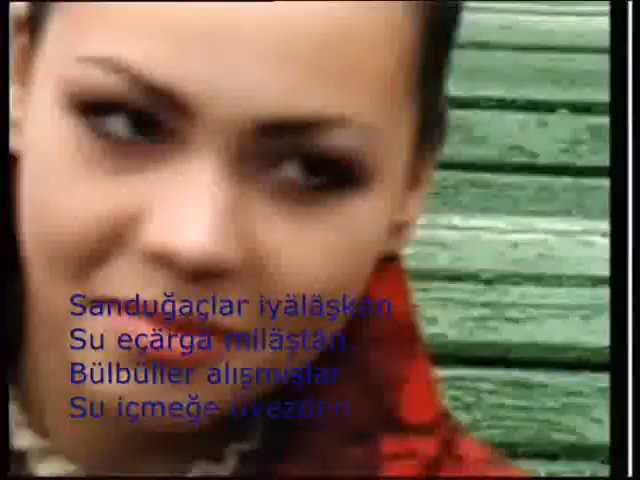 Sanduğaçlar iyäläşkän
Su eçärgä miläştän.
Bülbüller alışmışlar
Su içmeğe üvezden